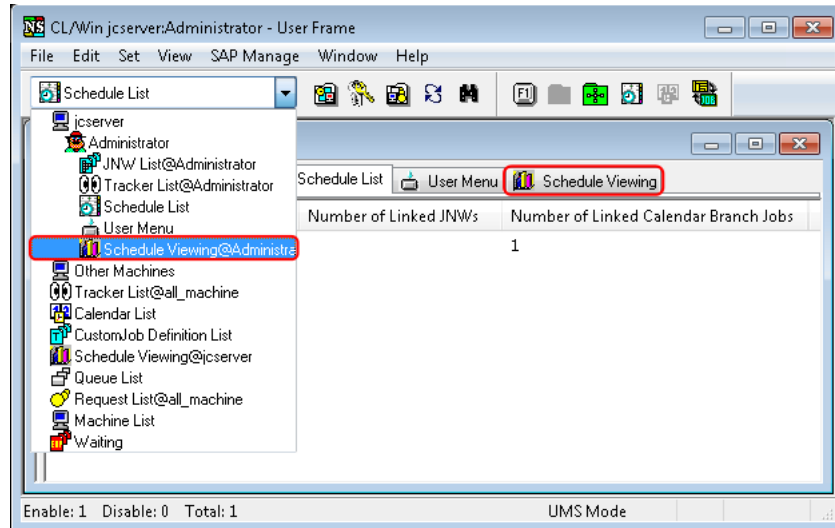 CL/Win jcserver:Administrator - User Frame
File Edit Set View SAP Manage Window Help
Schedule List
jcserver
Administrator
JNW List@Administrator
Tracker List@Administrator
Schedule List
User Menu
Schedule Viewing@Administra
Other Machines
Tracker List@all_machine
Calendar List
CustomJob Definition List
Schedule Viewing@jcserver
Queue List
Request List@all_machine
Machine List
Waiting
Schedule List User Menu Schedule Viewing
Number of Linked JNWs Number of Linked Calendar Branch Jobs
1
Enable: 1 Disable: 0 Total: 1 UMS Mode